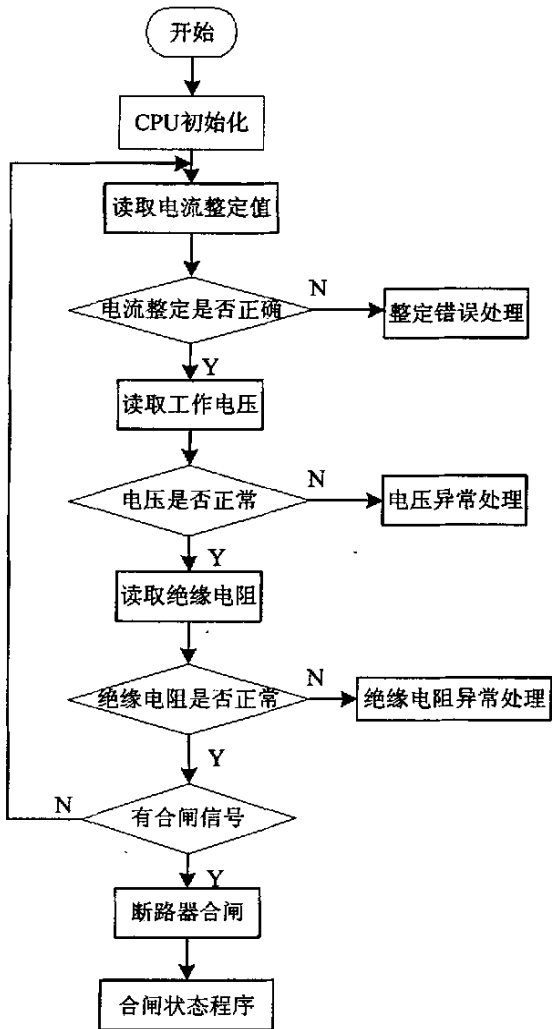 开始
CPU初始化
读取电流整定值
电流整定是否正确
N
整定错误处理
Y
读取工作电压
电压是否正常
N
电压异常处理
Y
读取绝缘电阻
绝缘电阻是否正常
N
绝缘电阻异常处理
Y
N
有合闸信号
Y
断路器合闸
合闸状态程序